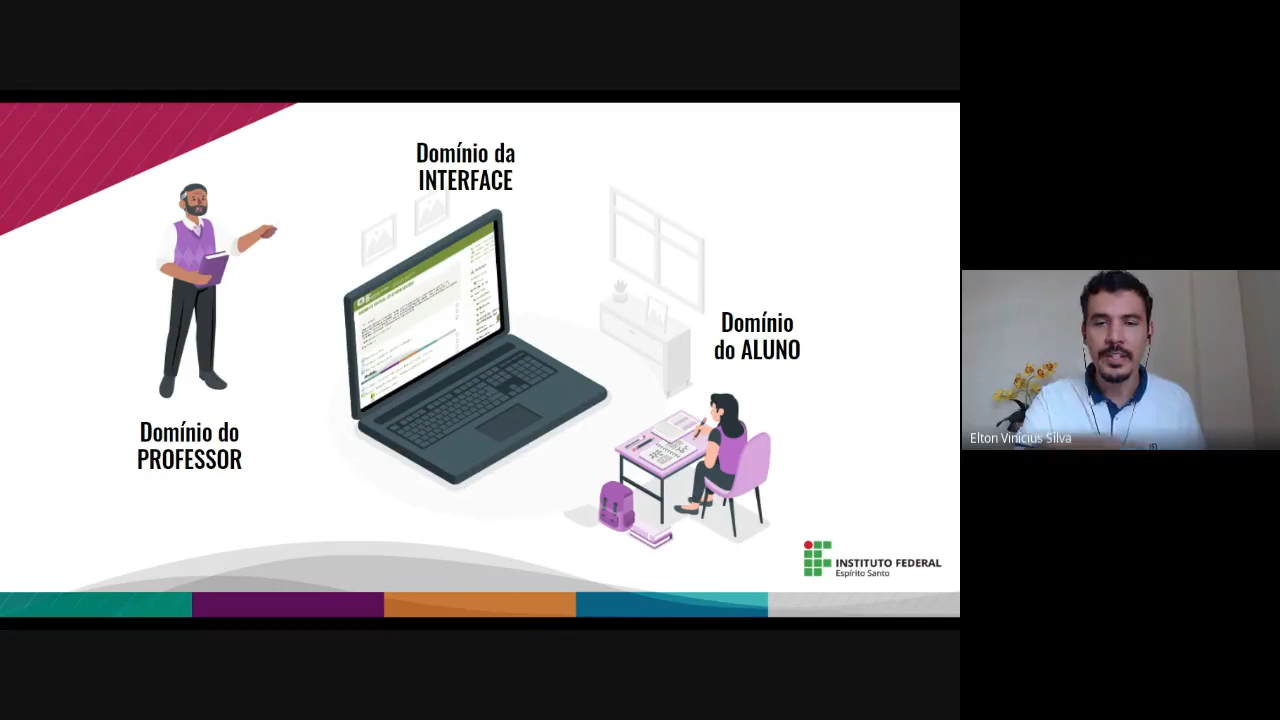 Domínio da
INTERFACE
Domínio
do ALUNO
Domínio do
PROFESSOR
INSTITUTO FEDERAL
Espírito Santo
Elton Vinicius Silva